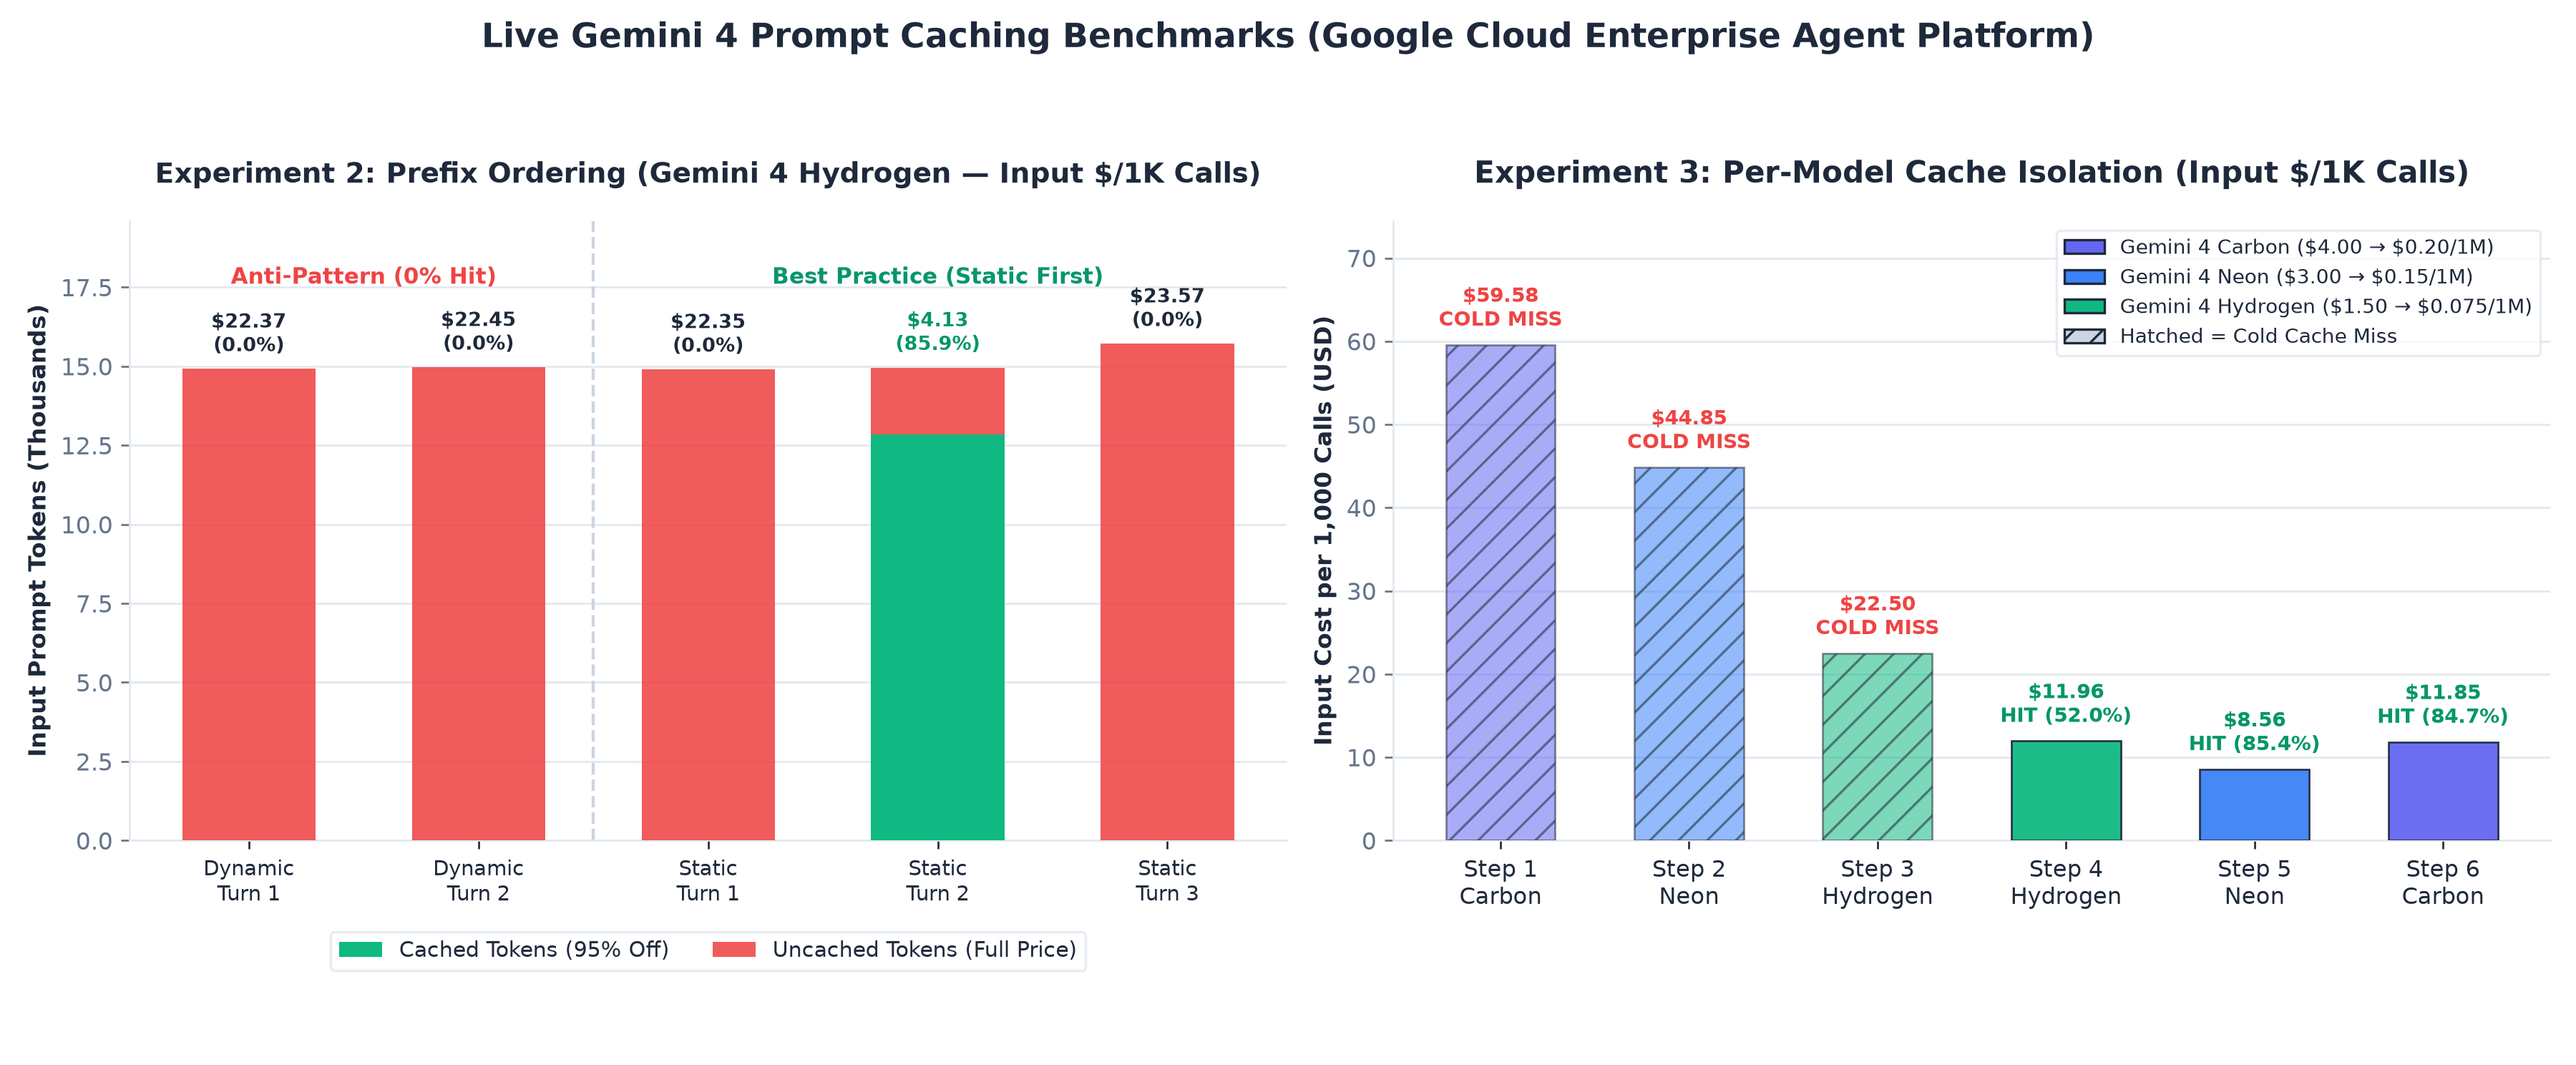 Live Gemini 4 Prompt Caching Benchmarks (Google Cloud Enterprise Agent Platform)
Experiment 2: Prefix Ordering (Gemini 4 Hydrogen — Input $/1K Calls)
Input Prompt Tokens (Thousands)
17.5
15.0
12.5
10.0
7.5
5.0
2.5
0.0
Anti-Pattern (0% Hit)
Best Practice (Static First)
$22.37
(0.0%)
$22.45
(0.0%)
$22.35
(0.0%)
$4.13
(85.9%)
$23.57
(0.0%)
Dynamic
Turn 1
Dynamic
Turn 2
Static
Turn 1
Static
Turn 2
Static
Turn 3
Cached Tokens (95% Off)
Uncached Tokens (Full Price)
Experiment 3: Per-Model Cache Isolation (Input $/1K Calls)
Input Cost per 1,000 Calls (USD)
70
60
50
40
30
20
10
0
Gemini 4 Carbon ($4.00 → $0.20/1M)
Gemini 4 Neon ($3.00 → $0.15/1M)
Gemini 4 Hydrogen ($1.50 → $0.075/1M)
Hatched = Cold Cache Miss
$59.58
COLD MISS
$44.85
COLD MISS
$22.50
COLD MISS
$11.96
HIT (52.0%)
$8.56
HIT (85.4%)
$11.85
HIT (84.7%)
Step 1
Carbon
Step 2
Neon
Step 3
Hydrogen
Step 4
Hydrogen
Step 5
Neon
Step 6
Carbon